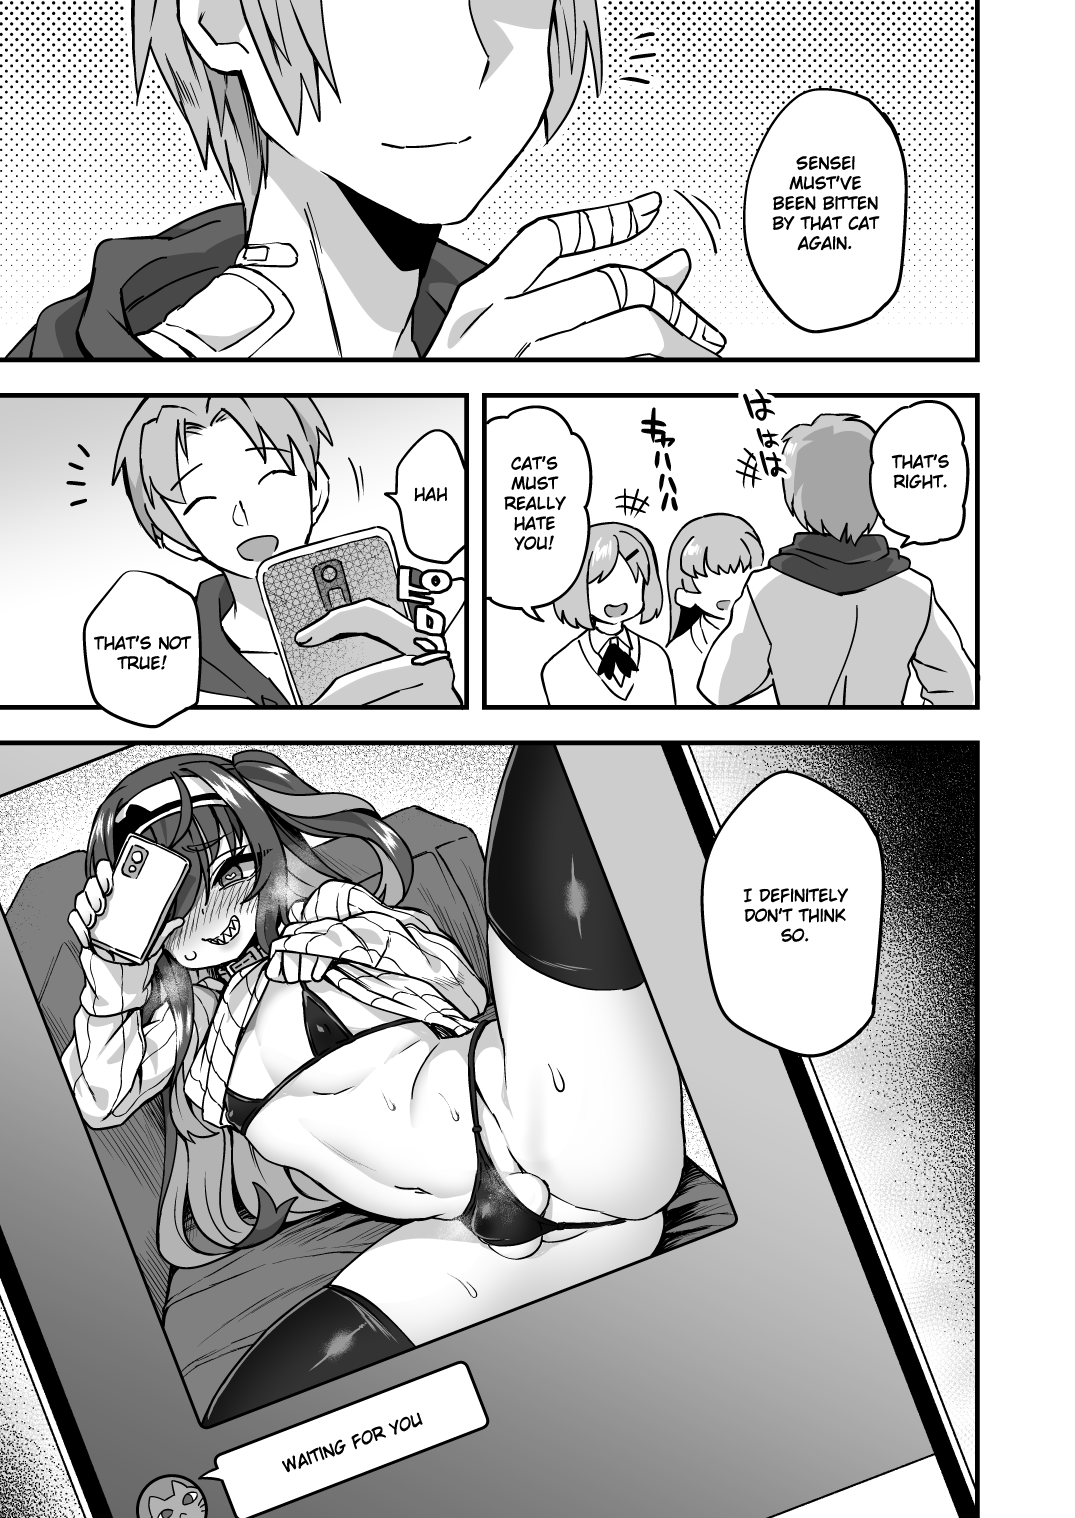 SENSEI
MUST'VE
BEEN BITTEN
BY THAT CAT
AGAIN.
THAT'S
RIGHT.
はははは
キャハハハ
CAT'S
MUST
REALLY
HATE
YOU!
HAH
THAT'S NOT
TRUE!
I DEFINITELY
DON'T THINK
SO.
WAITING FOR YOU